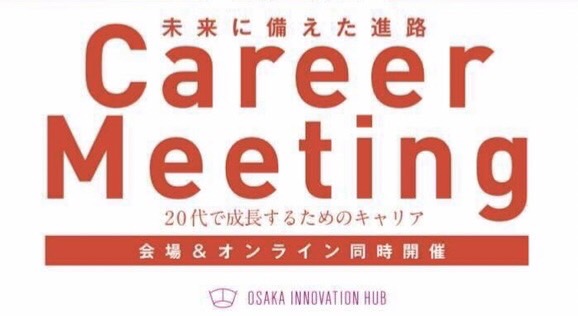 未来に備えた進路
Career
Meeting
20代で成長するためのキャリア
会場＆オンライン同時開催
OSAKA INNOVATION HUB